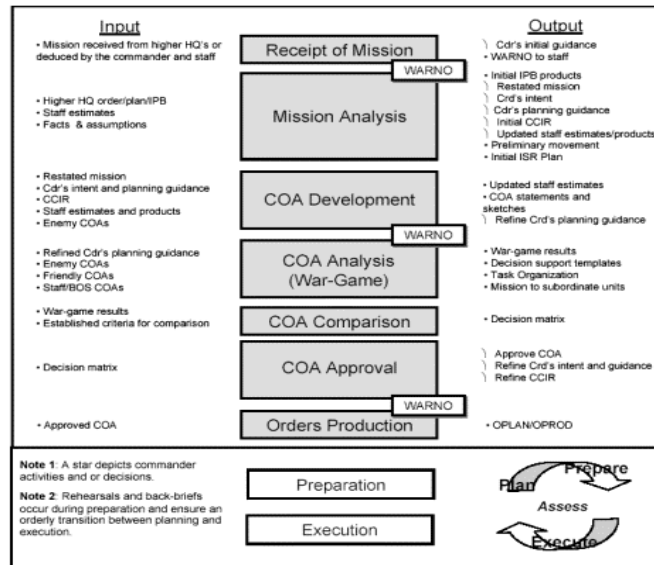 Input
Output
• Mission received from higher HQ's or
deduced by the commander and staff
Receipt of Mission
Cdr's initial guidance
• WARNO to staff
WARNO
• Higher HQ order/plan/IPB
• Staff estimates
• Facts & assumptions
Mission Analysis
• Initial IPB products
Restated mission
Crd's intent
Cdr's planning guidance
Initial CCIR
Updated staff estimates/products
• Preliminary movement
• Initial ISR Plan
• Restated mission
• Cdr's intent and planning guidance
• CCIR
• Staff estimates and products
• Enemy COAs
COA Development
• Updated staff estimates
• COA statements and
sketches
Refine Crd's planning guidance
WARNO
• Refined Cdr's planning guidance
• Enemy COAs
• Friendly COAs
• Staff/BOS COAs
COA Analysis
(War-Game)
• War-game results
• Decision support templates
• Task Organization
• Mission to subordinate units
• War-game results
• Established criteria for comparison
COA Comparison
• Decision matrix
• Decision matrix
COA Approval
Approve COA
Refine Crd's intent and guidance
Refine CCIR
WARNO
• Approved COA
Orders Production
• OPLAN/OPROD
Note 1: A star depicts commander
activities and or decisions.
Note 2: Rehearsals and back-briefs
occur during preparation and ensure an
orderly transition between planning and
execution.
Preparation
Execution
Prepare
Plan
Assess
Execute